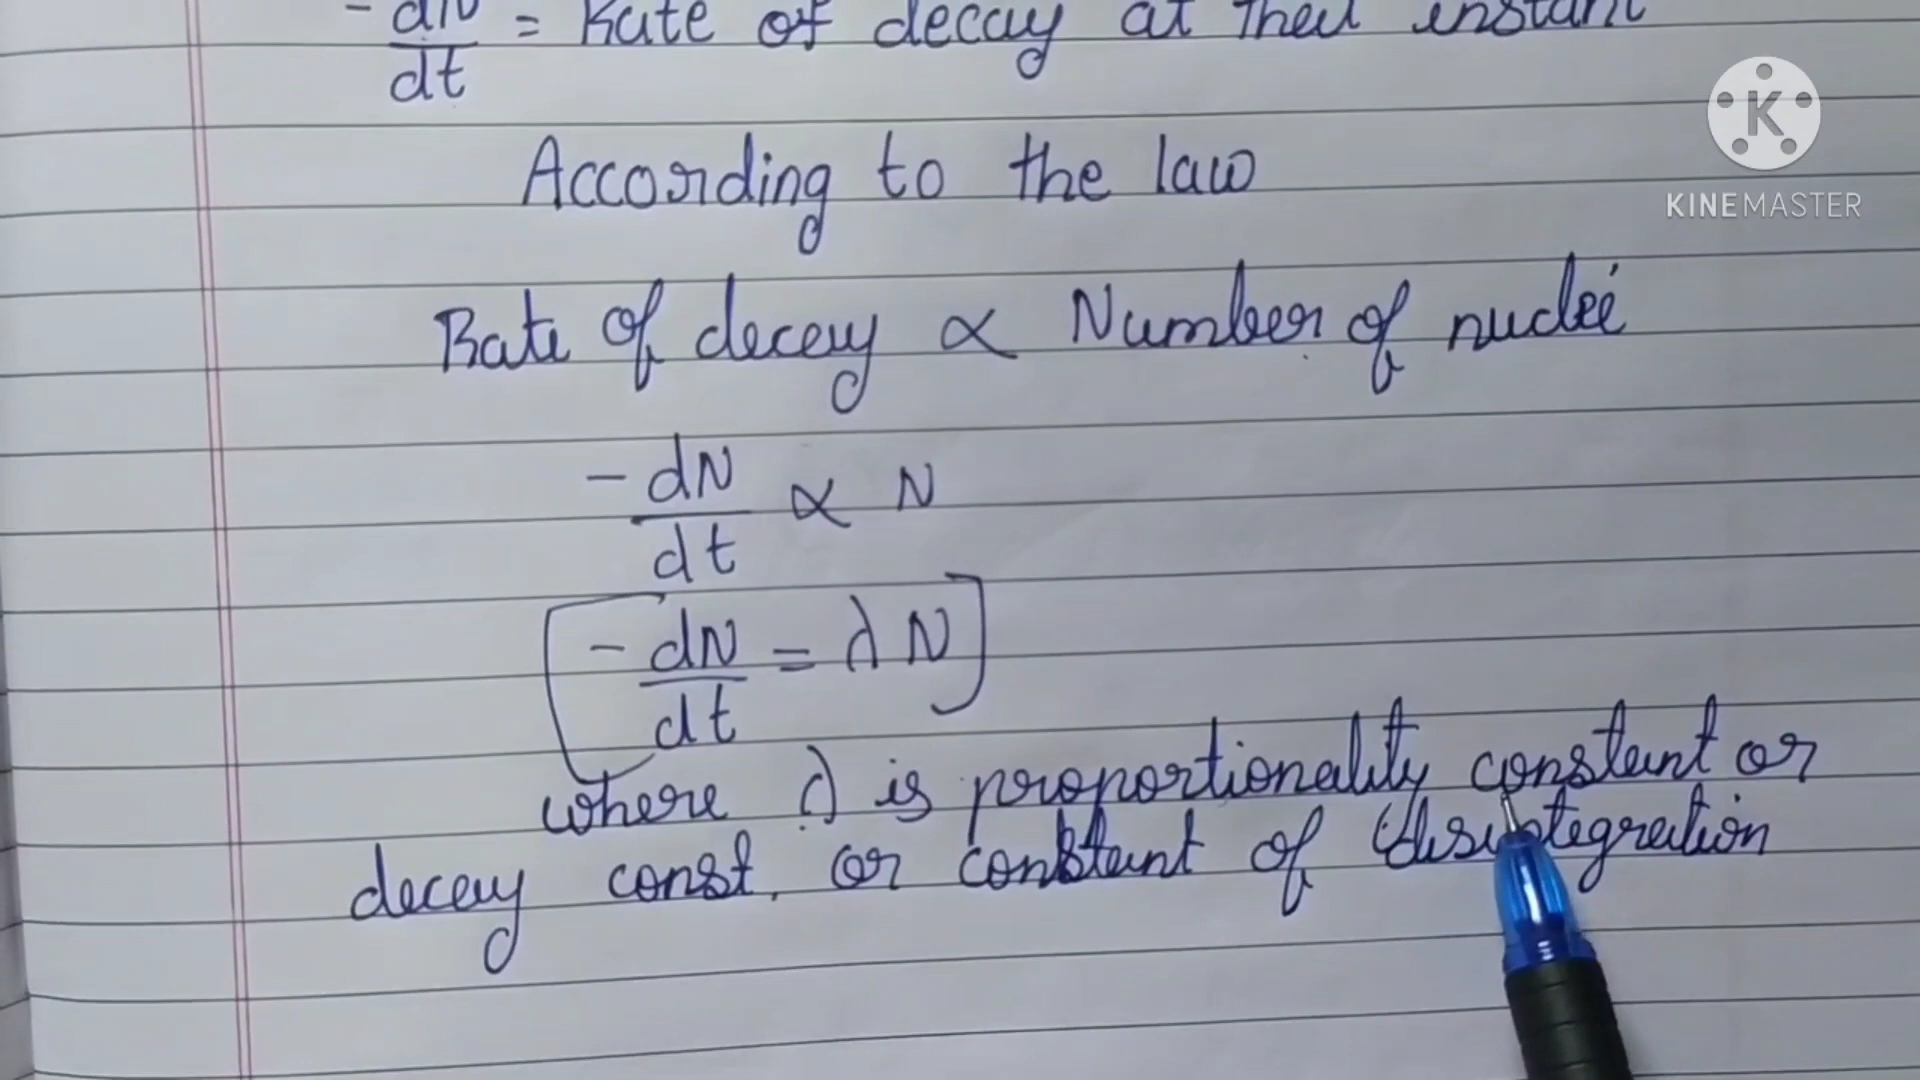 - dN/dt = Rate of decay at that instant
K
KINEMASTER
According to the law
Rate of decay ∝ Number of nuclei
- dN/dt ∝ N
- dN/dt = λ N
where λ is proportionality constant or
decay const. or constant of disintegration